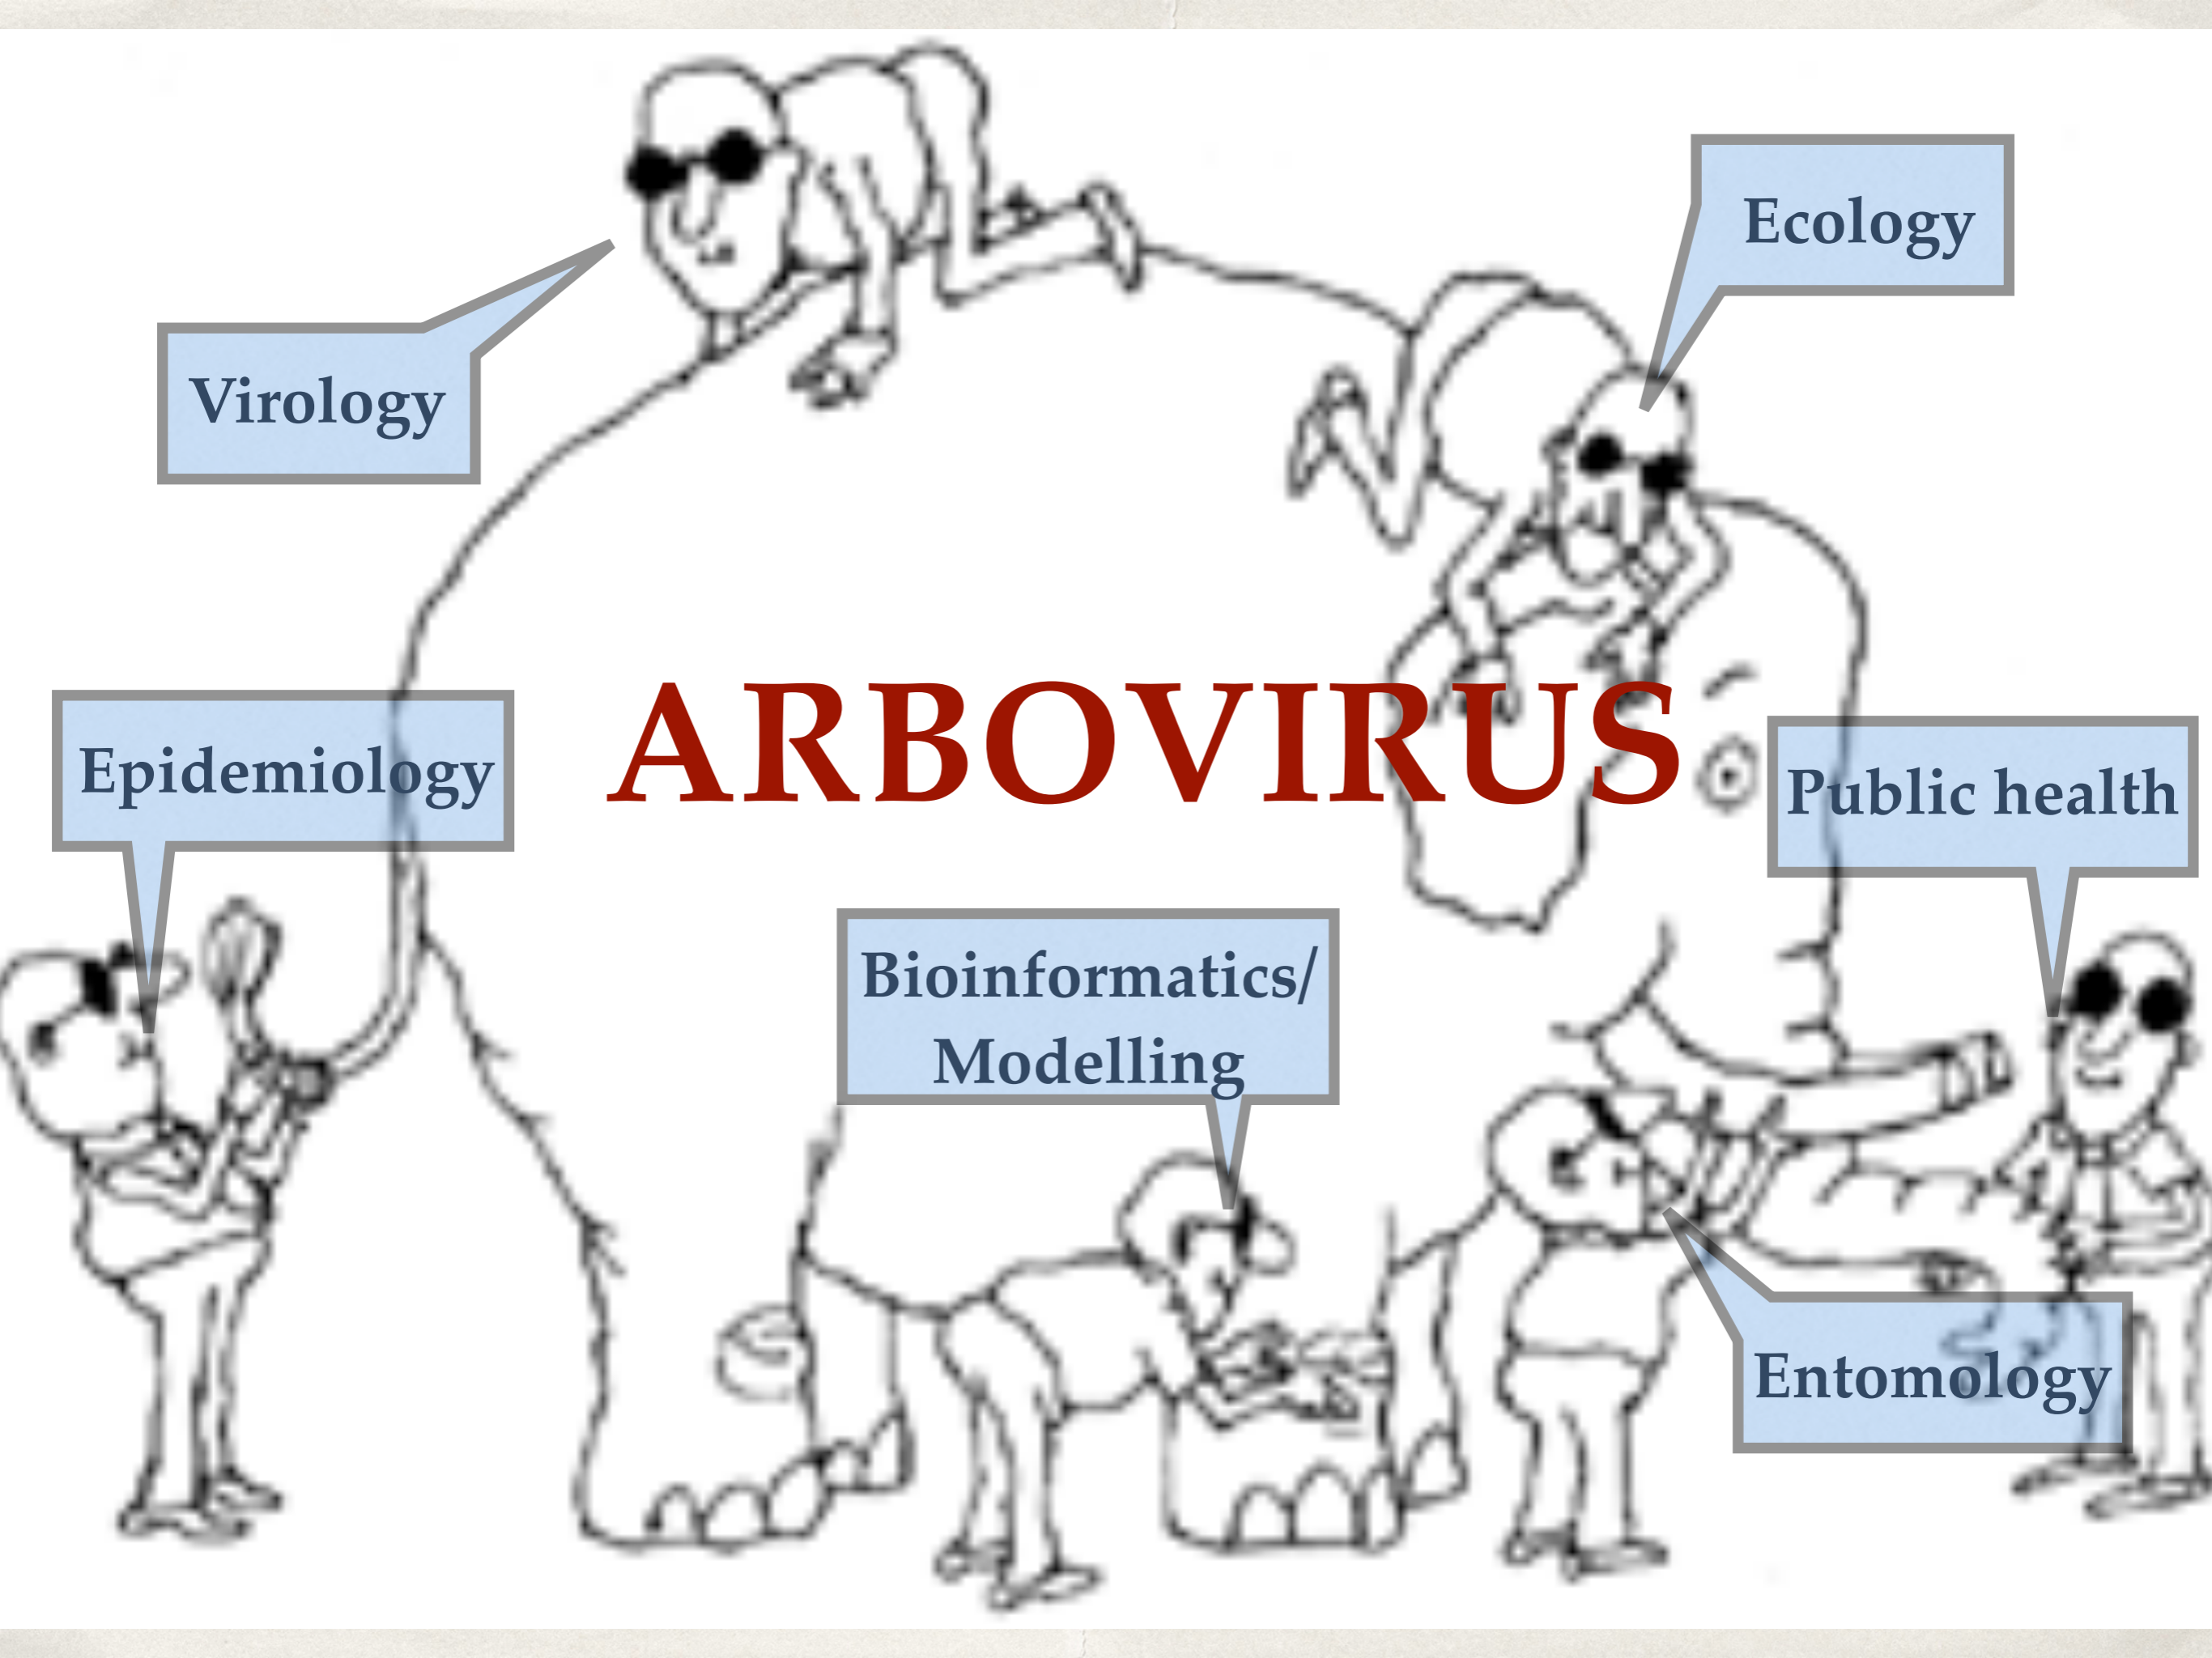 Ecology
Virology
ARBOVIRUS
Epidemiology
Public health
Bioinformatics/
Modelling
Entomology